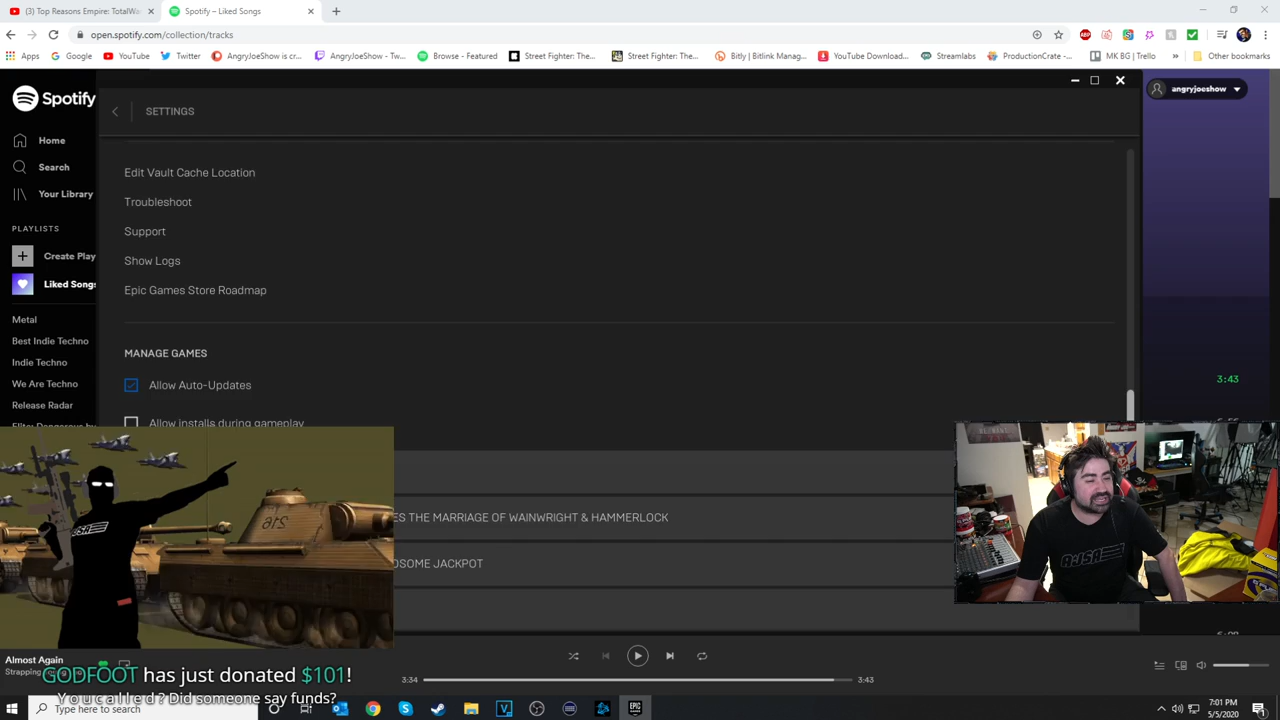 (3) Top Reasons Empire: TotalWa
Spotify – Liked Songs
open.spotify.com/collection/tracks
ABP
Apps
Google
YouTube
Twitter
AngryJoeShow is cr
AngryJoeShow - Tw...
Browse - Featured
Street Fighter: The...
Street Fighter: The...
Bitly | Bitlink Manag...
YouTube Download...
Streamlabs
ProductionCrate - ...
MK BG | Trello
Other bookmarks
Spotify
SETTINGS
angryjoeshow
Home
Search
Your Library
PLAYLISTS
Create Play
Liked Songs
Metal
Best Indie Techno
Indie Techno
We Are Techno
Release Radar
Edit Vault Cache Location
Troubleshoot
Support
Show Logs
Epic Games Store Roadmap
MANAGE GAMES
Allow Auto-Updates
Allow installs during gameplay
3:43
ES THE MARRIAGE OF WAINWRIGHT & HAMMERLOCK
DSOME JACKPOT
216
AJSA
Almost Again
Strapping
GODFOOT has just donated $101!
You called? Did someone say funds?
3:34
3:43
Type here to search
EPIC
7:01 PM
5/5/2020